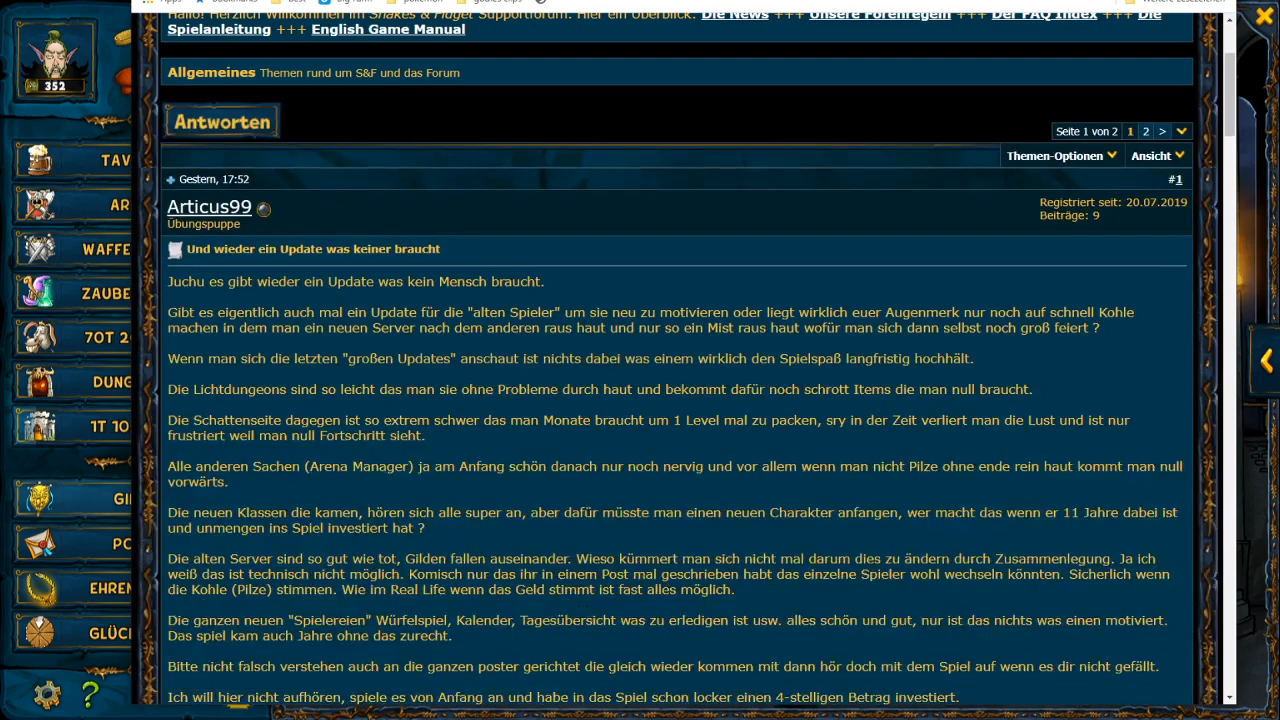 Apps Bookmarks Best Big farm pokemon goodies clips Weitere Lesezeichen
Hallo! Herzlich Willkommen im Shakes & Fidget Supportforum. Hier ein Überblick: Die News +++ Unsere Forenregeln +++ Der FAQ Index +++ Die
Spielanleitung +++ English Game Manual
352
Allgemeines Themen rund um S&F und das Forum
Antworten
Seite 1 von 2 1 2 >
Themen-Optionen Ansicht
TAV
AR
WAFFE
ZAUBE
7OT 2
DUNG
1T 10
GI
PO
EHREN
GLÜC
Gestern, 17:52 #1
Articus99
Übungspuppe
Registriert seit: 20.07.2019
Beiträge: 9
Und wieder ein Update was keiner braucht
Juchu es gibt wieder ein Update was kein Mensch braucht.
Gibt es eigentlich auch mal ein Update für die "alten Spieler" um sie neu zu motivieren oder liegt wirklich euer Augenmerk nur noch auf schnell Kohle
machen in dem man ein neuen Server nach dem anderen raus haut und nur so ein Mist raus haut wofür man sich dann selbst noch groß feiert ?
Wenn man sich die letzten "großen Updates" anschaut ist nichts dabei was einem wirklich den Spielspaß langfristig hochhält.
Die Lichtdungeons sind so leicht das man sie ohne Probleme durch haut und bekommt dafür noch schrott Items die man null braucht.
Die Schattenseite dagegen ist so extrem schwer das man Monate braucht um 1 Level mal zu packen, sry in der Zeit verliert man die Lust und ist nur
frustriert weil man null Fortschritt sieht.
Alle anderen Sachen (Arena Manager) ja am Anfang schön danach nur noch nervig und vor allem wenn man nicht Pilze ohne ende rein haut kommt man null
vorwärts.
Die neuen Klassen die kamen, hören sich alle super an, aber dafür müsste man einen neuen Charakter anfangen, wer macht das wenn er 11 Jahre dabei ist
und unmengen ins Spiel investiert hat ?
Die alten Server sind so gut wie tot, Gilden fallen auseinander. Wieso kümmert man sich nicht mal darum dies zu ändern durch Zusammenlegung. Ja ich
weiß das ist technisch nicht möglich. Komisch nur das ihr in einem Post mal geschrieben habt das einzelne Spieler wohl wechseln könnten. Sicherlich wenn
die Kohle (Pilze) stimmen. Wie im Real Life wenn das Geld stimmt ist fast alles möglich.
Die ganzen neuen "Spielereien" Würfelspiel, Kalender, Tagesübersicht was zu erledigen ist usw. alles schön und gut, nur ist das nichts was einen motiviert.
Das spiel kam auch Jahre ohne das zurecht.
Bitte nicht falsch verstehen auch an die ganzen poster gerichtet die gleich wieder kommen mit dann hör doch mit dem Spiel auf wenn es dir nicht gefällt.
Ich will hier nicht aufhören, spiele es von Anfang an und habe in das Spiel schon locker einen 4-stelligen Betrag investiert.